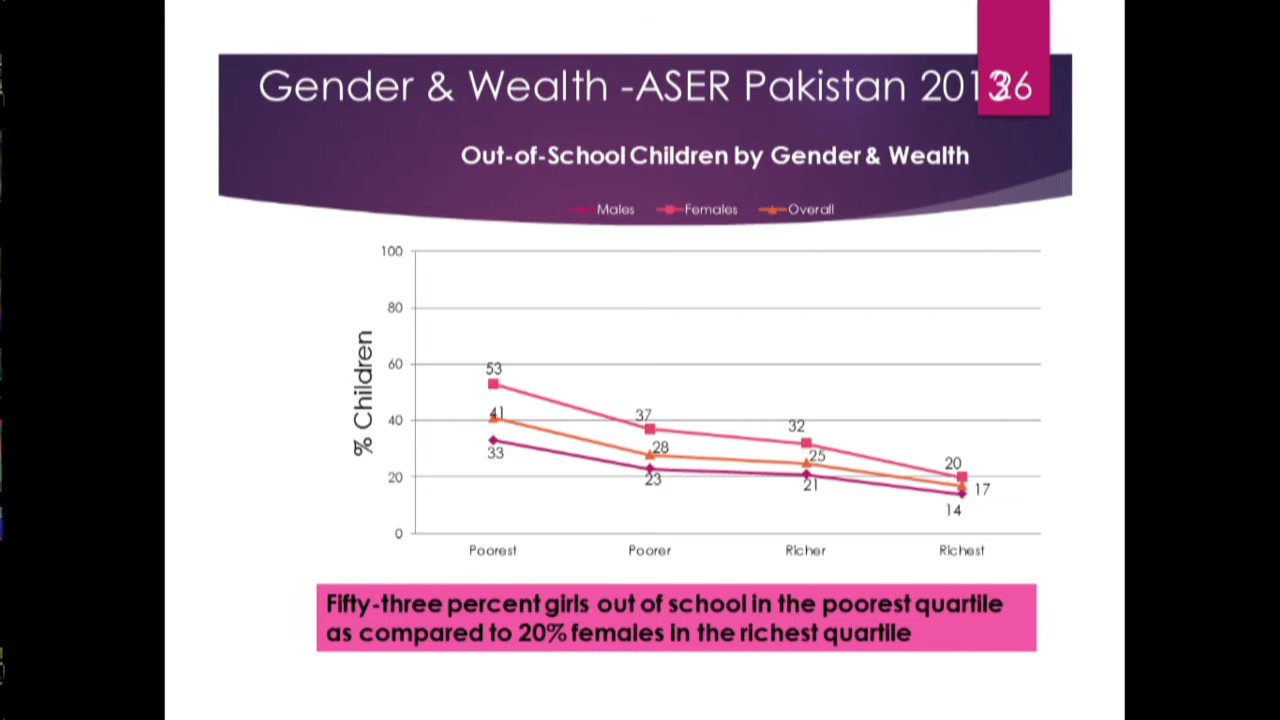 Gender & Wealth -ASER Pakistan 2013
26
Out-of-School Children by Gender & Wealth
Males Females Overall
100
80
60
40
20
0
% Children
53
41
33
37
28
23
32
25
21
20
17
14
Poorest Poorer Richer Richest
Fifty-three percent girls out of school in the poorest quartile
as compared to 20% females in the richest quartile